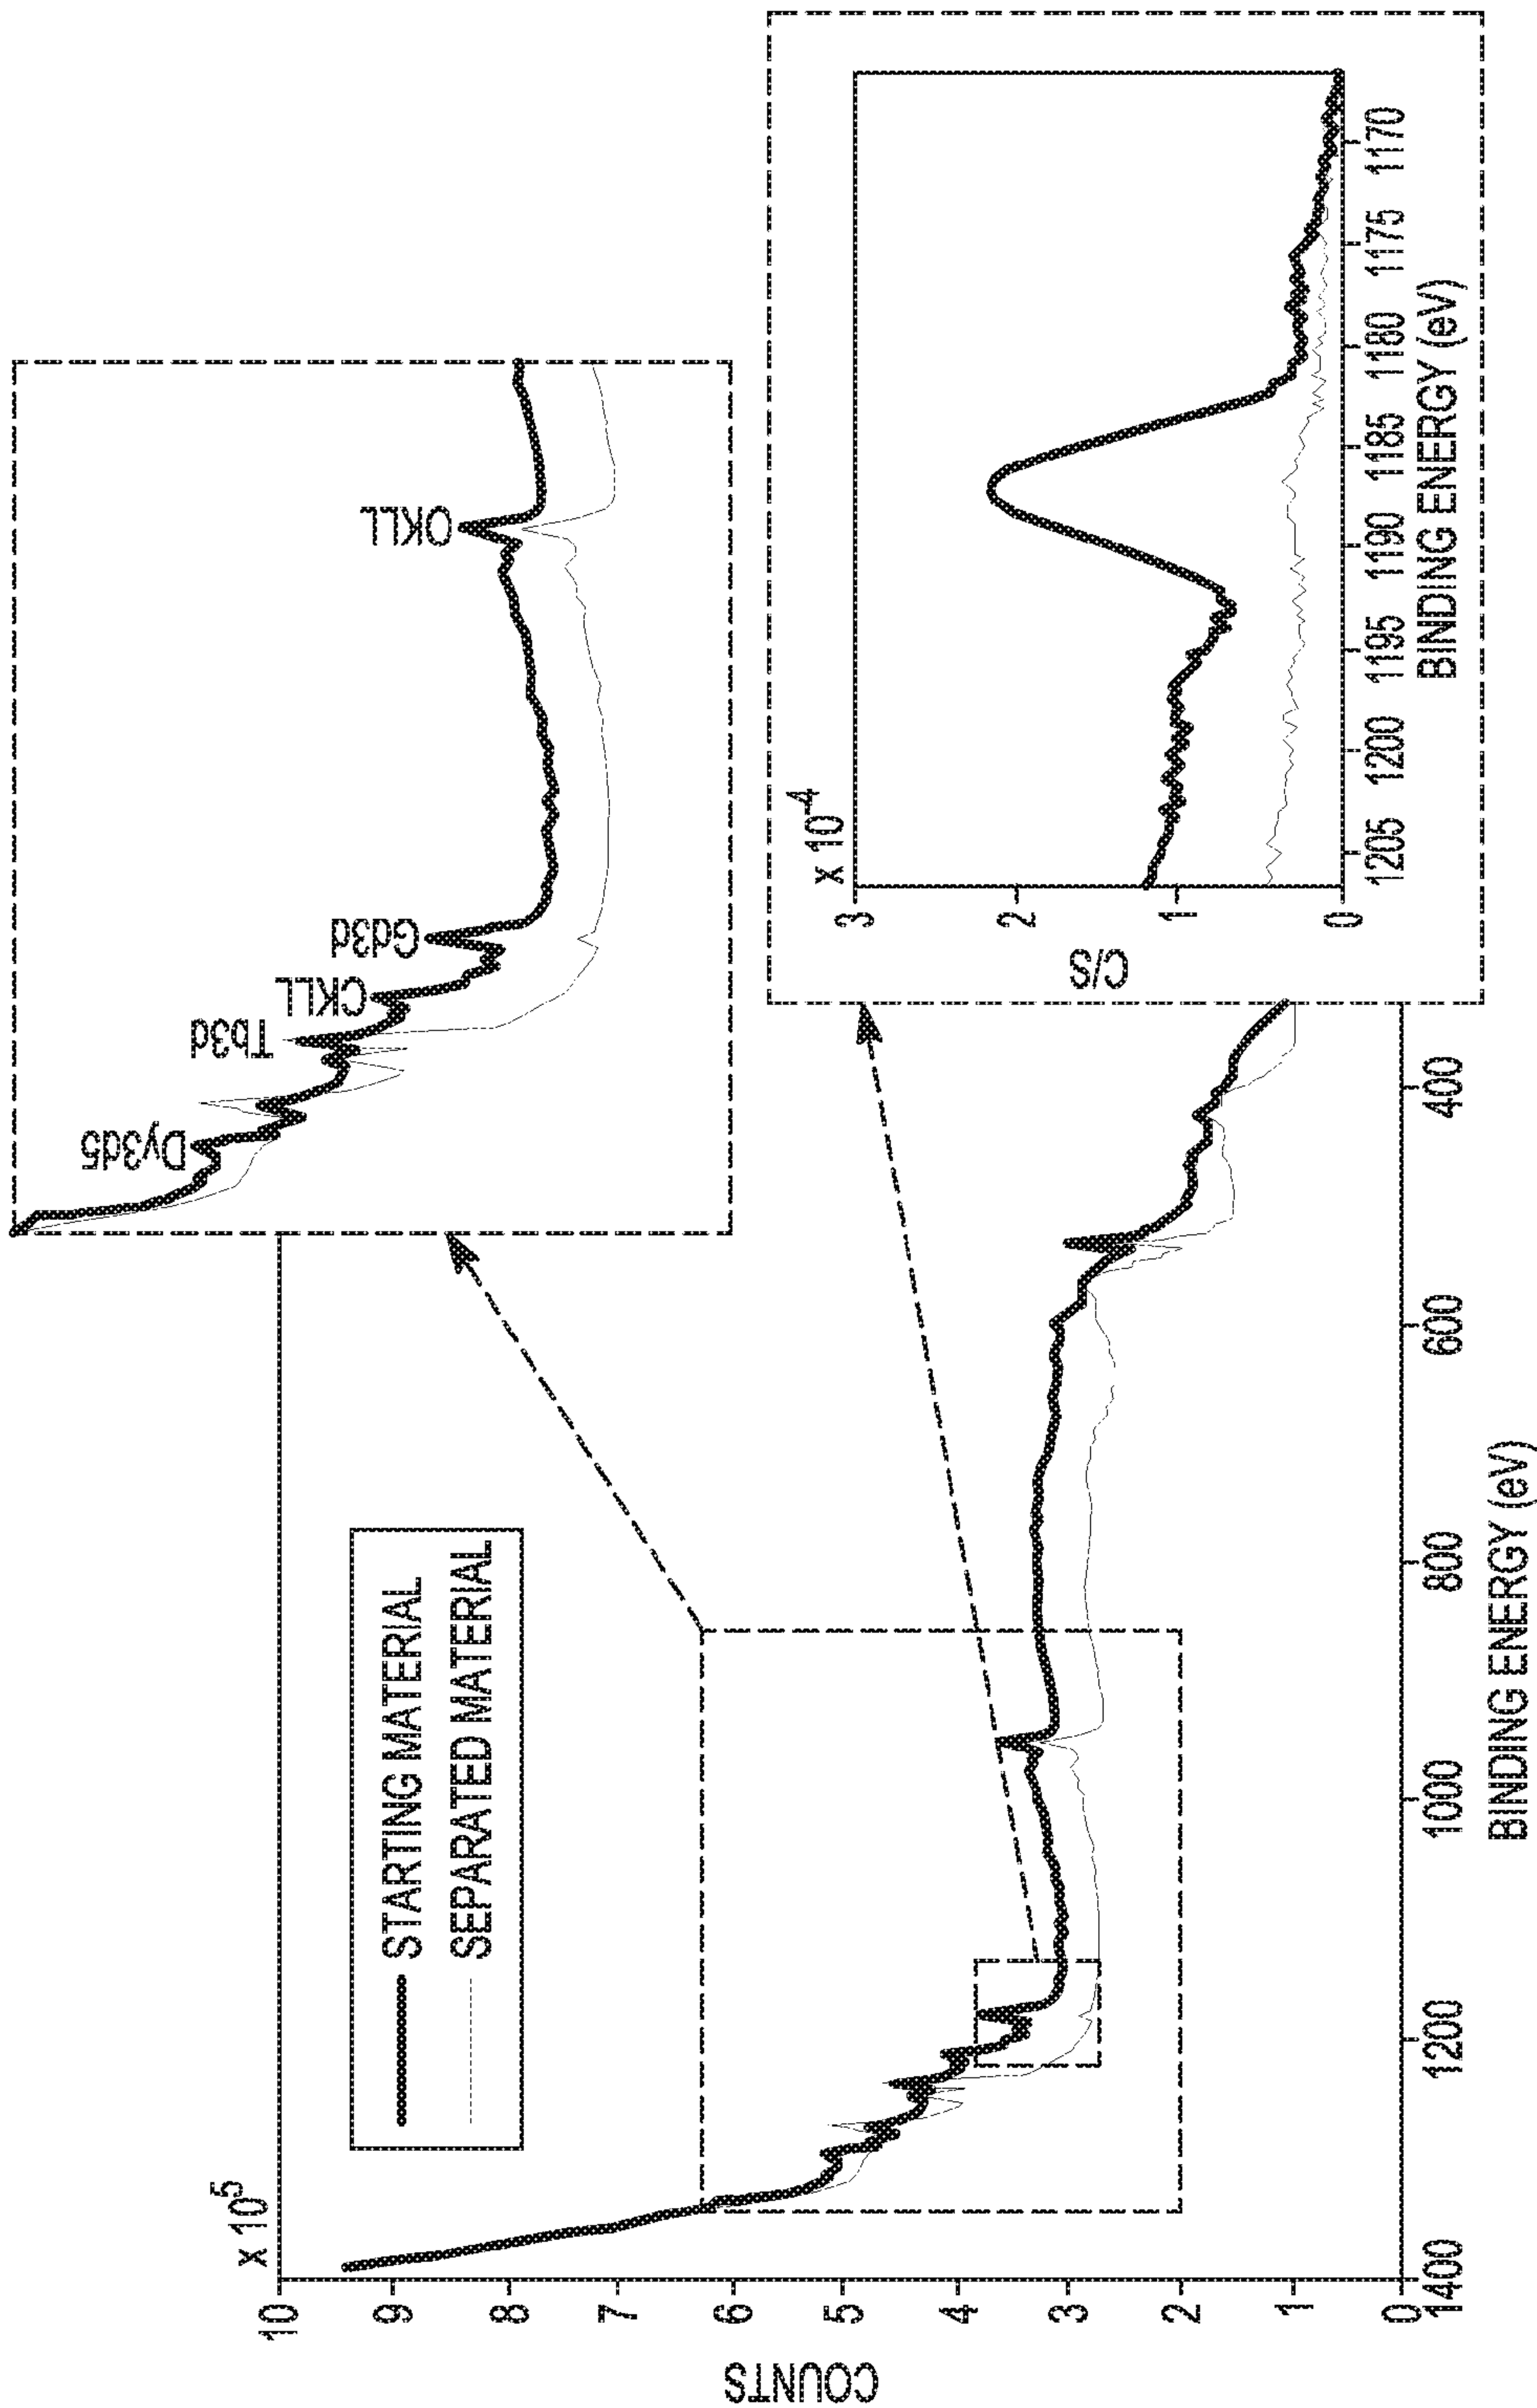 x 10^5
10
9
8
7
6
5
4
3
2
1
0
COUNTS
1400
1200
1000
800
600
400
BINDING ENERGY (eV)
STARTING MATERIAL
SEPARATED MATERIAL
Dy3d5
Tb3d
CKLL
Gd3d
OKLL
x 10^-4
3
2
1
0
C/S
1205
1200
1195
1190
1185
1180
1175
1170
BINDING ENERGY (eV)